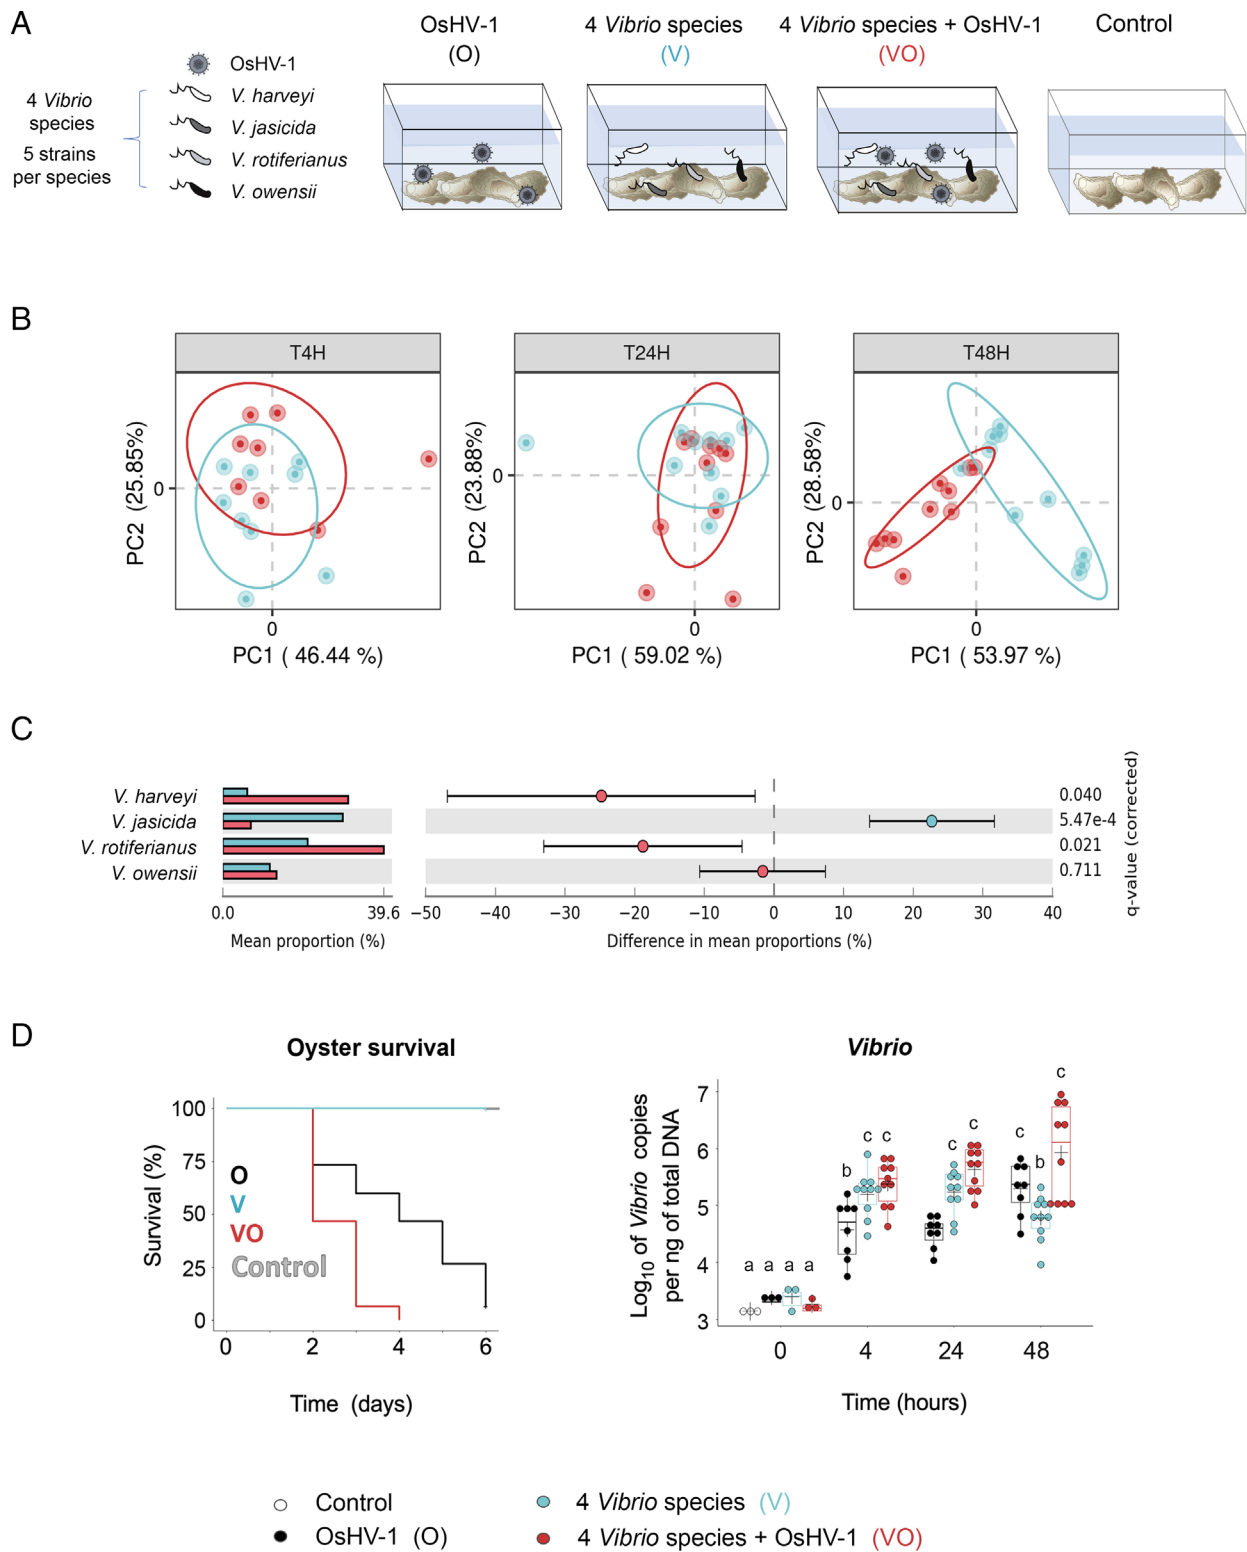 A
OsHV-1
(O)
4 Vibrio species
(V)
4 Vibrio species + OsHV-1
(VO)
Control
4 Vibrio
species
5 strains
per species
OsHV-1
V. harveyi
V. jasicida
V. rotiferianus
V. owensii
B
T4H
T24H
T48H
PC2 (25.85%)
0
0
PC1 ( 46.44 %)
PC2 (23.88%)
0
0
PC1 ( 59.02 %)
PC2 (28.58%)
0
0
PC1 ( 53.97 %)
C
V. harveyi
V. jasicida
V. rotiferianus
V. owensii
0.040
5.47e-4
0.021
0.711
q-value (corrected)
0.0 39.6
Mean proportion (%)
−50 −40 −30 −20 −10 0 10 20 30 40
Difference in mean proportions (%)
D
Oyster survival
Survival (%)
100
75
50
25
0
O
V
VO
Control
0 2 4 6
Time (days)
Vibrio
Log10 of Vibrio copies
per ng of total DNA
7
6
5
4
3
a a a a
b c c
c c
c b c
0 4 24 48
Time (hours)
Control
OsHV-1 (O)
4 Vibrio species (V)
4 Vibrio species + OsHV-1 (VO)